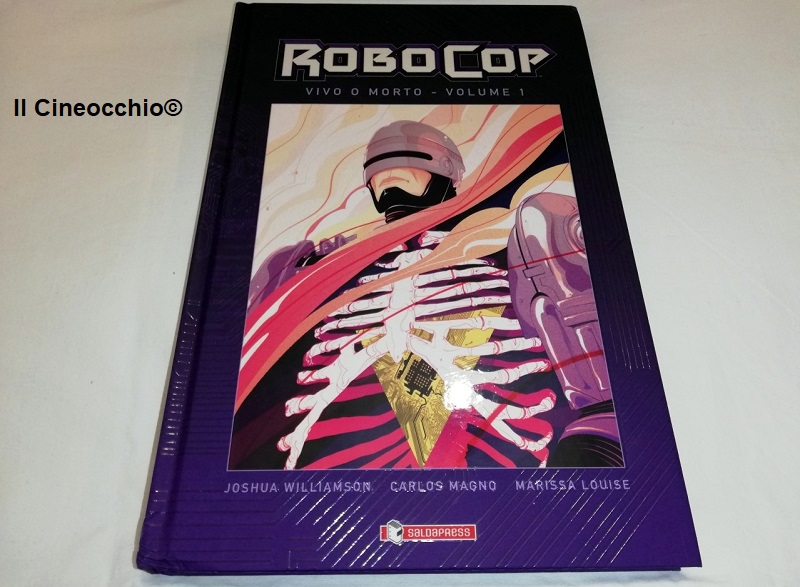 ROBOCOP
VIVO O MORTO - VOLUME 1
Il Cineocchio©
JOSHUA WILLIAMSON CARLOS MAGNO MARISSA LOUISE
SALDAPRESS